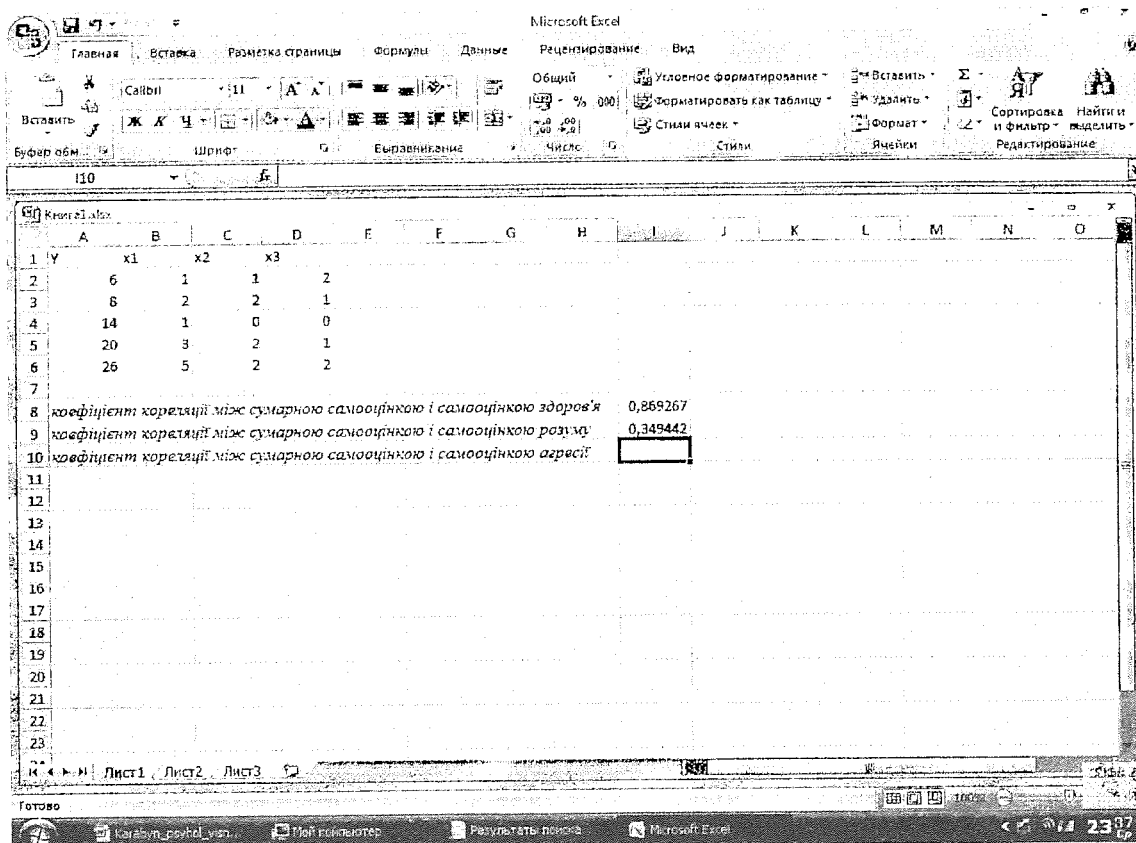 Microsoft Excel
Главная Вставка Разметка страницы Формулы Данные Рецензирование Вид
Вставить
Calibri 11
Ж К Ч
Общий
% 000
Условное форматирование
Форматировать как таблицу
Стили ячеек
Вставить
Удалить
Формат
Сортировка и фильтр
Найти и выделить
Буфер обм... Шрифт Выравнивание Число Стили Ячейки Редактирование
I10 fx
Книга1.xlsx
A B C D E F G H I J K L M N O
1 Y x1 x2 x3
2 6 1 1 2
3 8 2 2 1
4 14 1 0 0
5 20 3 2 1
6 26 5 2 2
7
8 коефіцієнт кореляції між сумарною самооцінкою і самооцінкою здоров'я 0,869267
9 коефіцієнт кореляції між сумарною самооцінкою і самооцінкою розуму 0,349442
10 коефіцієнт кореляції між сумарною самооцінкою і самооцінкою агресії
11
12
13
14
15
16
17
18
19
20
21
22
23
Лист1 Лист2 Лист3
Готово 100%
Karabyn_psyhol_visn... Мой компьютер Результаты поиска Microsoft Excel 23 37 Ср